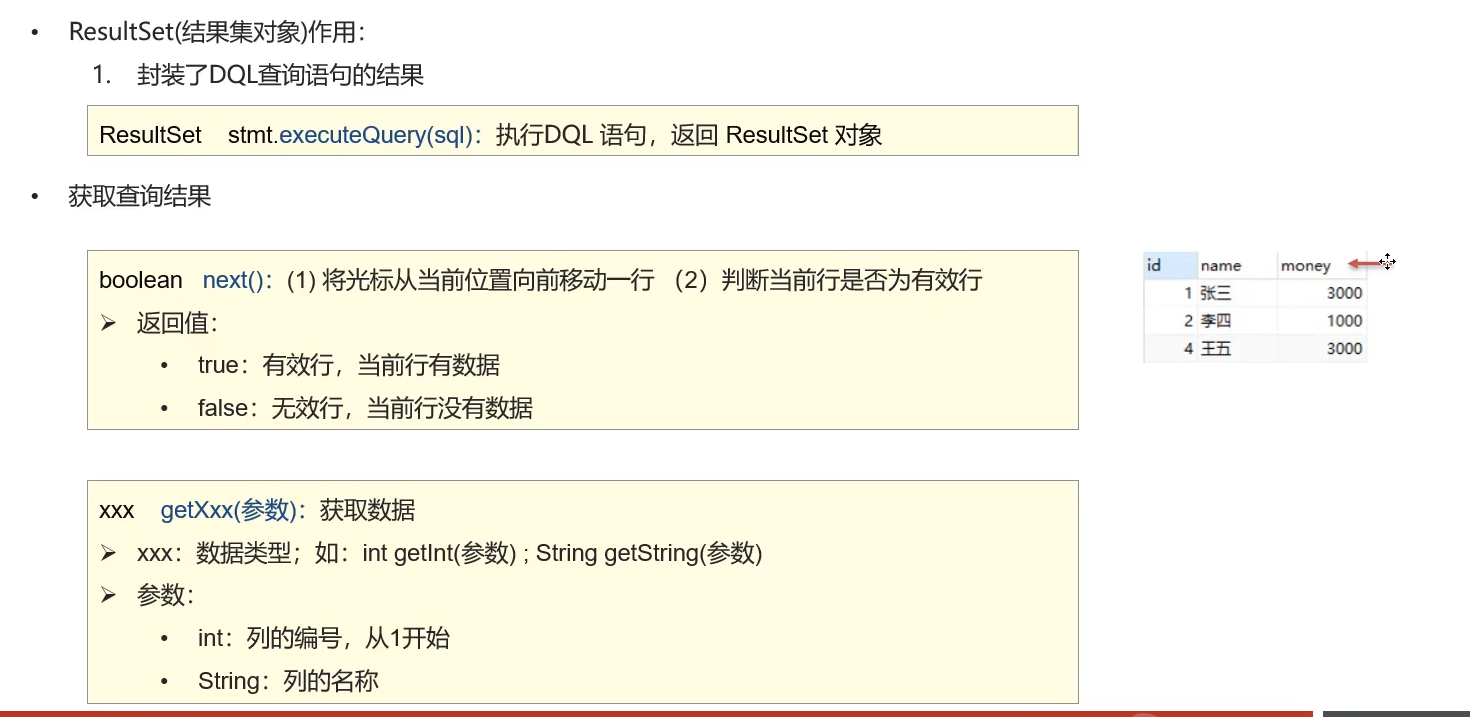 • ResultSet(结果集对象)作用：
1. 封装了DQL查询语句的结果
ResultSet stmt.executeQuery(sql)：执行DQL 语句，返回 ResultSet 对象
• 获取查询结果
boolean next()：(1) 将光标从当前位置向前移动一行 （2）判断当前行是否为有效行
➢ 返回值：
• true：有效行，当前行有数据
• false：无效行，当前行没有数据
id name money
1 张三 3000
2 李四 1000
4 王五 3000
xxx getXxx(参数)：获取数据
➢ xxx：数据类型；如：int getInt(参数) ; String getString(参数)
➢ 参数：
• int：列的编号，从1开始
• String：列的名称